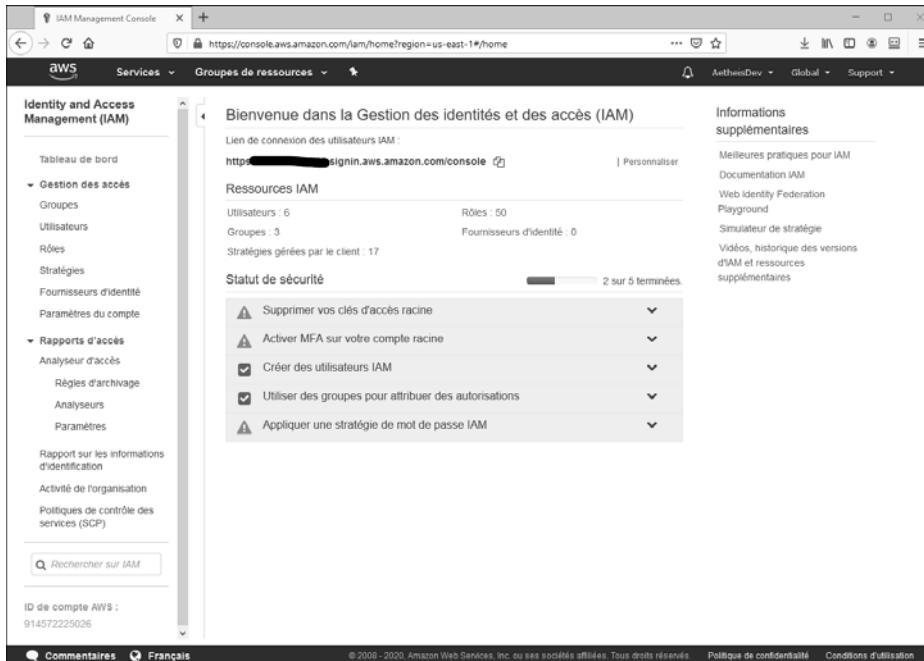 IAM Management Console
https://console.aws.amazon.com/iam/home?region=us-east-1#/home
aws
Services
Groupes de ressources
AetheisDev
Global
Support
Identity and Access
Management (IAM)
Tableau de bord
Gestion des accès
Groupes
Utilisateurs
Rôles
Stratégies
Fournisseurs d'identité
Paramètres du compte
Rapports d'accès
Analyseur d'accès
Règles d'archivage
Analyseurs
Paramètres
Rapport sur les informations
d'identification
Activité de l'organisation
Politiques de contrôle des
services (SCP)
Rechercher sur IAM
ID de compte AWS :
914572225026
Bienvenue dans la Gestion des identités et des accès (IAM)
Lien de connexion des utilisateurs IAM :
https signin.aws.amazon.com/console
| Personnaliser
Ressources IAM
Utilisateurs : 6
Rôles : 50
Groupes : 3
Fournisseurs d'identité : 0
Stratégies gérées par le client : 17
Statut de sécurité
2 sur 5 terminées.
Supprimer vos clés d'accès racine
Activer MFA sur votre compte racine
Créer des utilisateurs IAM
Utiliser des groupes pour attribuer des autorisations
Appliquer une stratégie de mot de passe IAM
Informations
supplémentaires
Meilleures pratiques pour IAM
Documentation IAM
Web Identity Federation
Playground
Simulateur de stratégie
Vidéos, historique des versions
d'IAM et ressources
supplémentaires
Commentaires
Français
© 2008 - 2020, Amazon Web Services, Inc. ou ses sociétés affiliées. Tous droits réservés.
Politique de confidentialité
Conditions d'utilisation